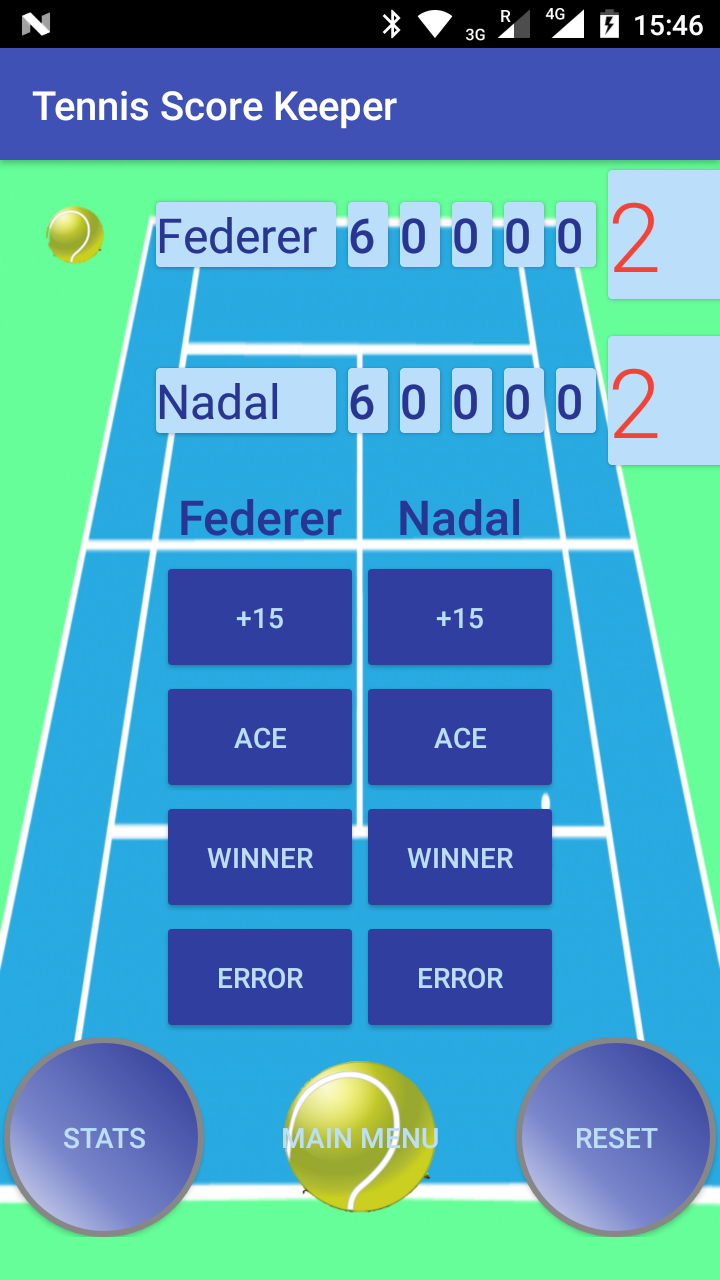 3G R 4G 15:46
Tennis Score Keeper
Federer 6 0 0 0 0 2
Nadal 6 0 0 0 0 2
Federer Nadal
+15 +15
ACE ACE
WINNER WINNER
ERROR ERROR
STATS MAIN MENU RESET